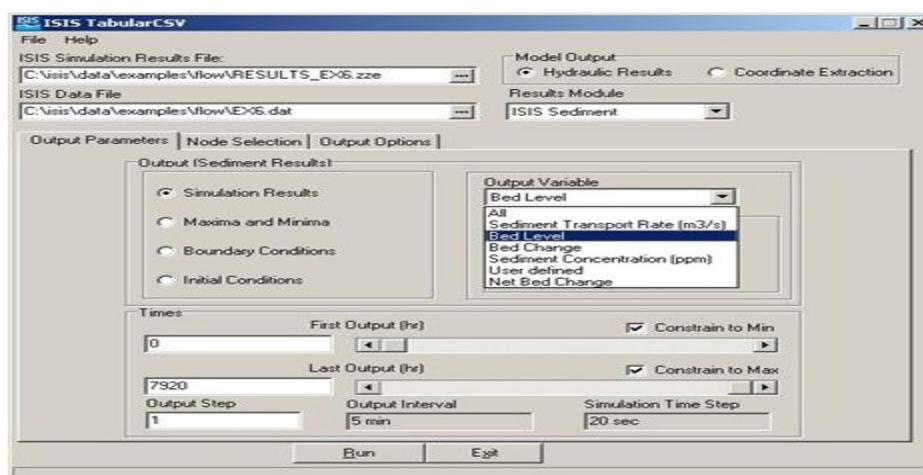 ISIS ISIS TabularCSV
File Help
ISIS Simulation Results File:
C:\isis\data\examples\flow\RESULTS_EX6.zze ...
ISIS Data File
C:\isis\data\examples\flow\EX6.dat ...
Model Output
Hydraulic Results Coordinate Extraction
Results Module
ISIS Sediment
Output Parameters Node Selection Output Options
Output (Sediment Results)
Simulation Results
Maxima and Minima
Boundary Conditions
Initial Conditions
Output Variable
Bed Level
All
Sediment Transport Rate (m3/s)
Bed Level
Bed Change
Sediment Concentration (ppm)
User defined
Net Bed Change
Times
First Output (hr) Constrain to Min
0
Last Output (hr) Constrain to Max
7920
Output Step Output Interval Simulation Time Step
1 5 min 20 sec
Run Exit